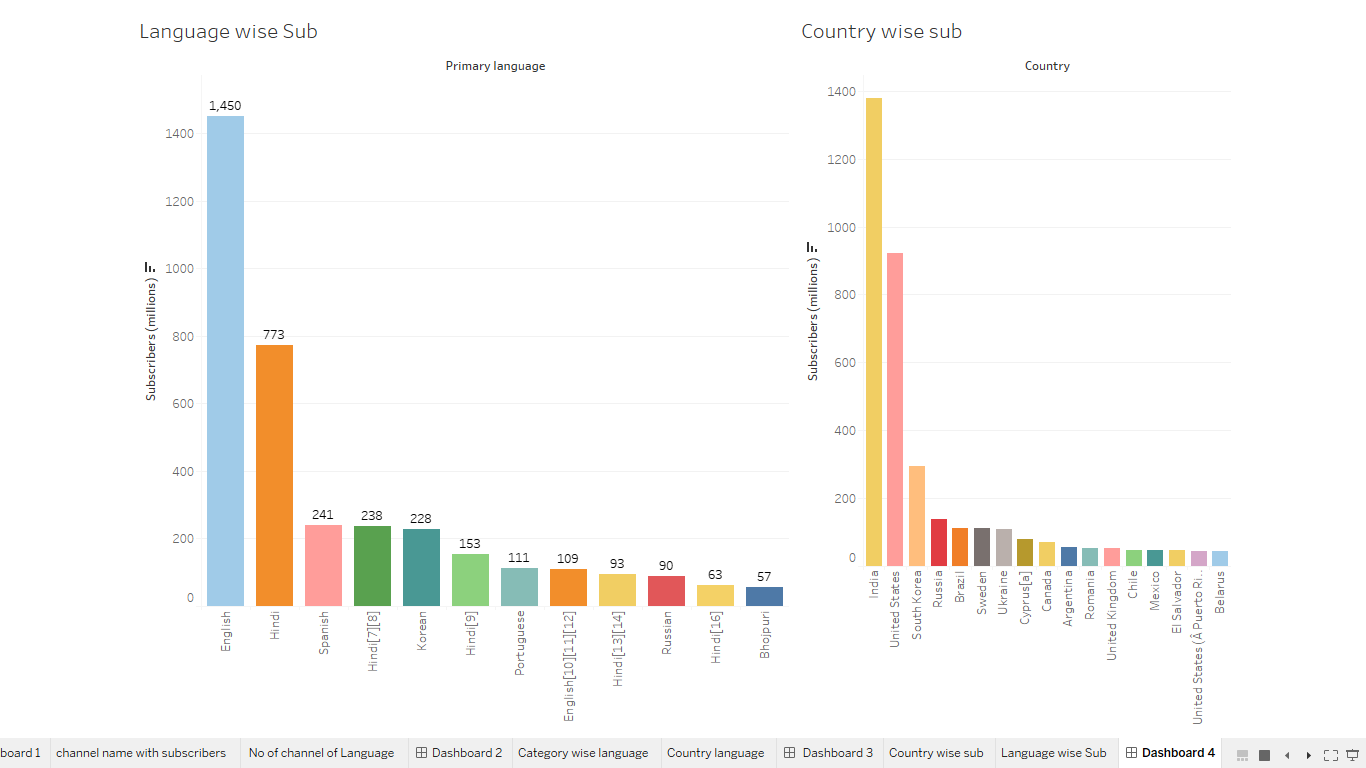 Language wise Sub
Primary language
Subscribers (millions)
1400
1200
1000
800
600
400
200
0
1,450
773
241
238
228
153
111
109
93
90
63
57
English
Hindi
Spanish
Hindi[7][8]
Korean
Hindi[9]
Portuguese
English[10][11][12]
Hindi[13][14]
Russian
Hindi[16]
Bhojpuri
Country wise sub
Country
Subscribers (millions)
1400
1200
1000
800
600
400
200
0
India
United States
South Korea
Russia
Brazil
Sweden
Ukraine
Cyprus[a]
Canada
Argentina
Romania
United Kingdom
Chile
Mexico
El Salvador
United States (Â Puerto Ri..
Belarus
board 1
channel name with subscribers
No of channel of Language
Dashboard 2
Category wise language
Country language
Dashboard 3
Country wise sub
Language wise Sub
Dashboard 4